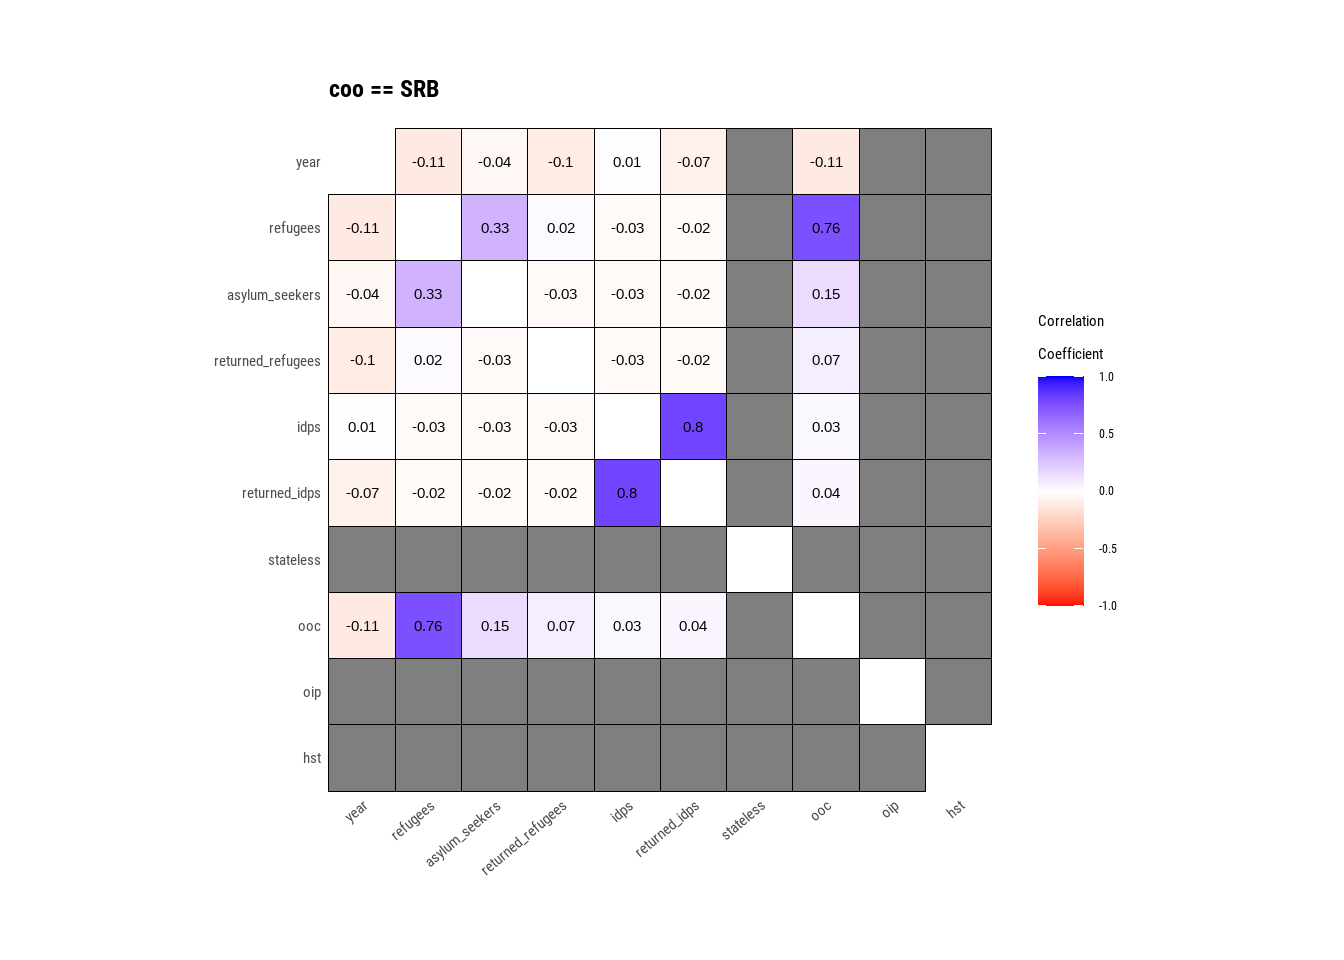 coo == SRB
year -0.11 -0.04 -0.1 0.01 -0.07 -0.11
refugees -0.11 0.33 0.02 -0.03 -0.02 0.76
asylum_seekers -0.04 0.33 -0.03 -0.03 -0.02 0.15
returned_refugees -0.1 0.02 -0.03 -0.03 -0.02 0.07
idps 0.01 -0.03 -0.03 -0.03 0.8 0.03
returned_idps -0.07 -0.02 -0.02 -0.02 0.8 0.04
stateless
ooc -0.11 0.76 0.15 0.07 0.03 0.04
oip
hst
year refugees asylum_seekers returned_refugees idps returned_idps stateless ooc oip hst
Correlation
Coefficient
1.0
0.5
0.0
-0.5
-1.0